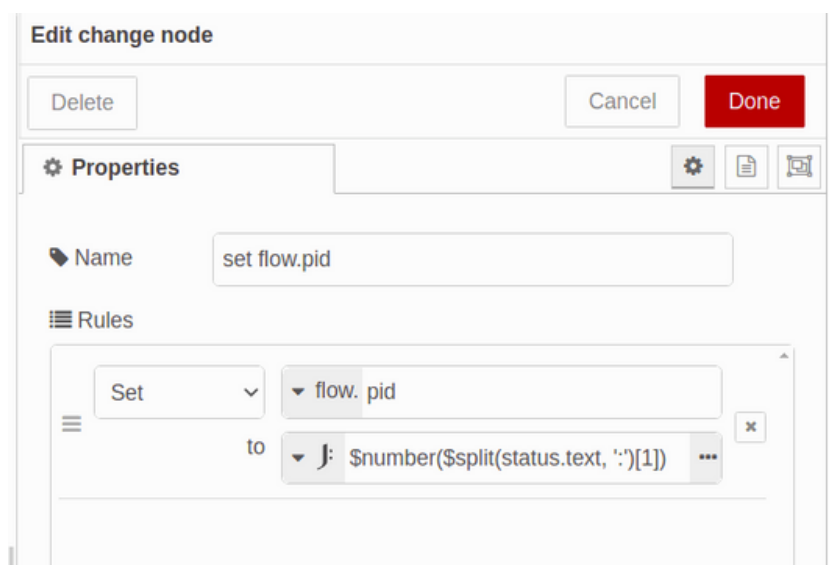 Edit change node
Delete Cancel Done
Properties
Name set flow.pid
Rules
Set flow. pid
to J: $number($split(status.text, ':')[1]) •••